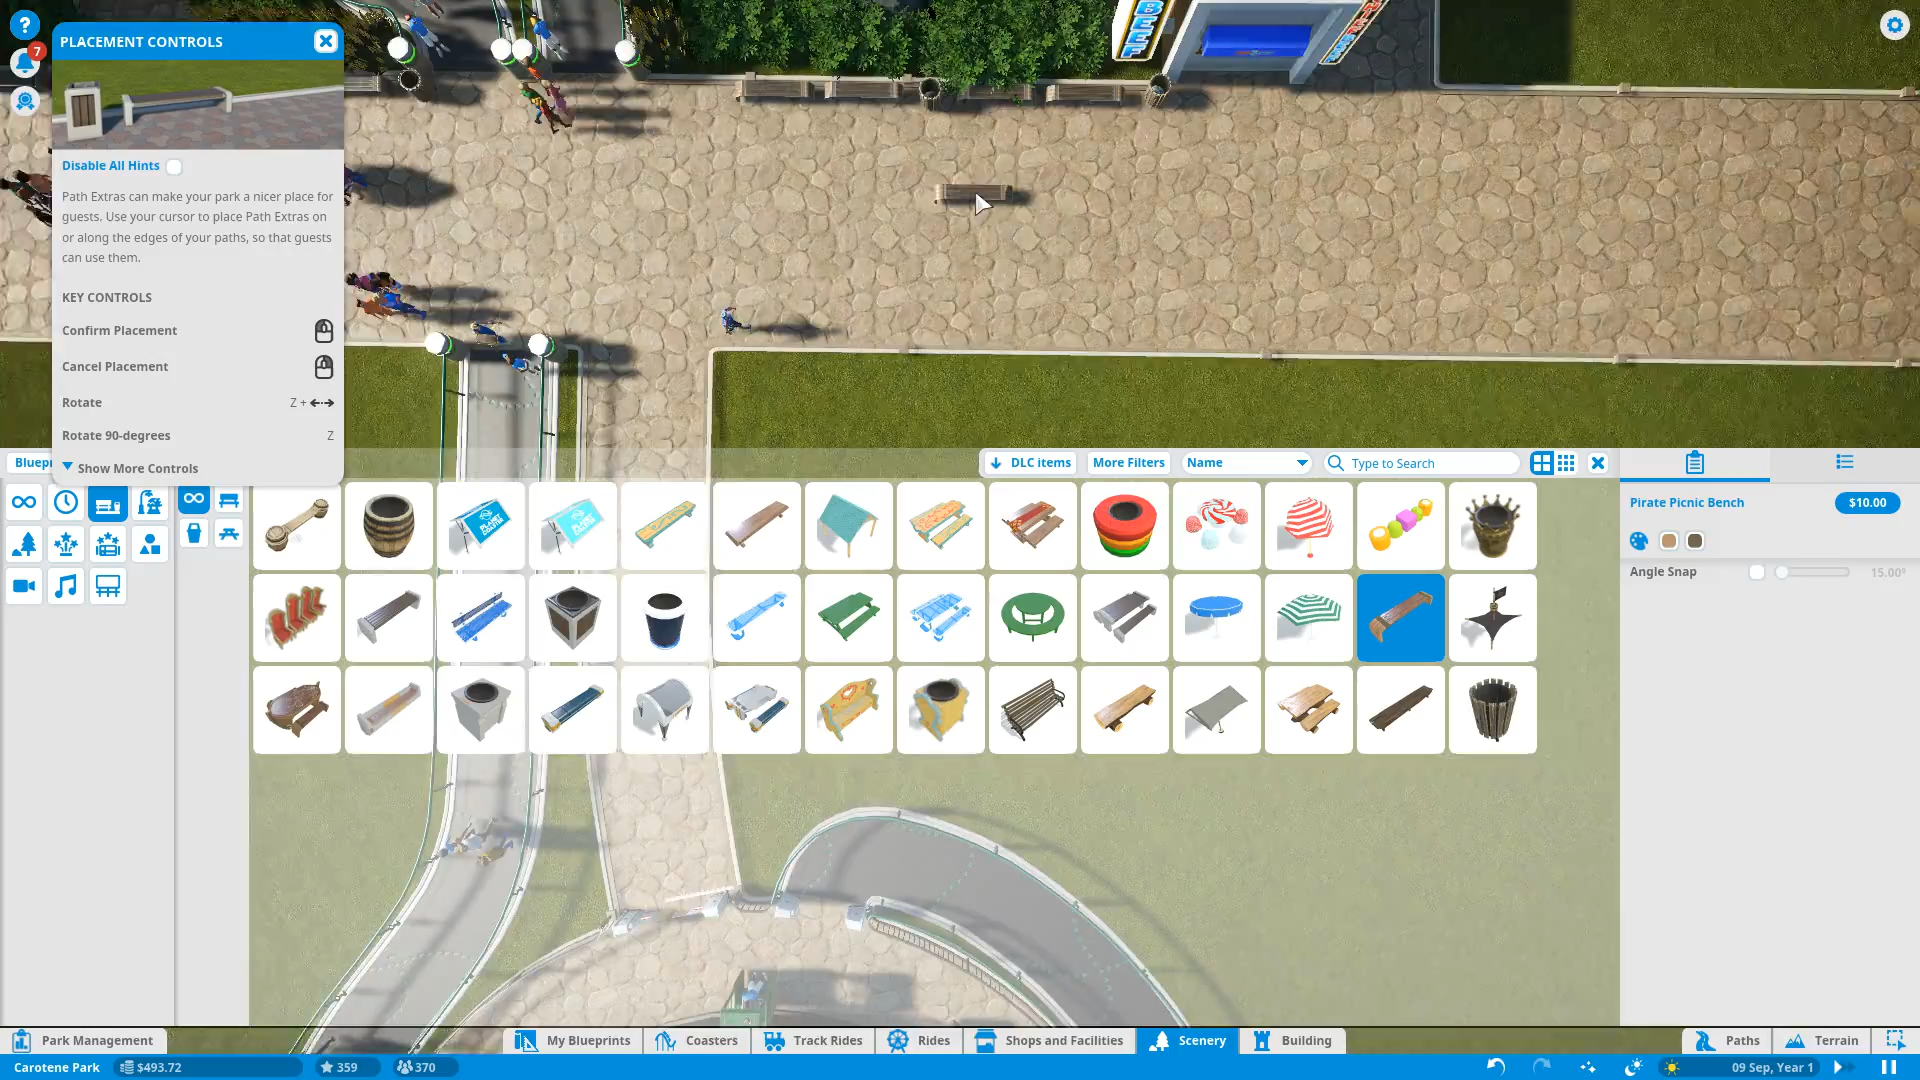 ?
7
PLACEMENT CONTROLS
Disable All Hints
Path Extras can make your park a nicer place for
guests. Use your cursor to place Path Extras on
or along the edges of your paths, so that guests
can use them.
KEY CONTROLS
Confirm Placement
Cancel Placement
Rotate Z +
Rotate 90-degrees Z
Show More Controls
BEEF
Bluepr
DLC items
More Filters
Name
Type to Search
Pirate Picnic Bench $10.00
Angle Snap 15.00°
Park Management
My Blueprints
Coasters
Track Rides
Rides
Shops and Facilities
Scenery
Building
Paths
Terrain
Carotene Park
$493.72
359
370
09 Sep, Year 1